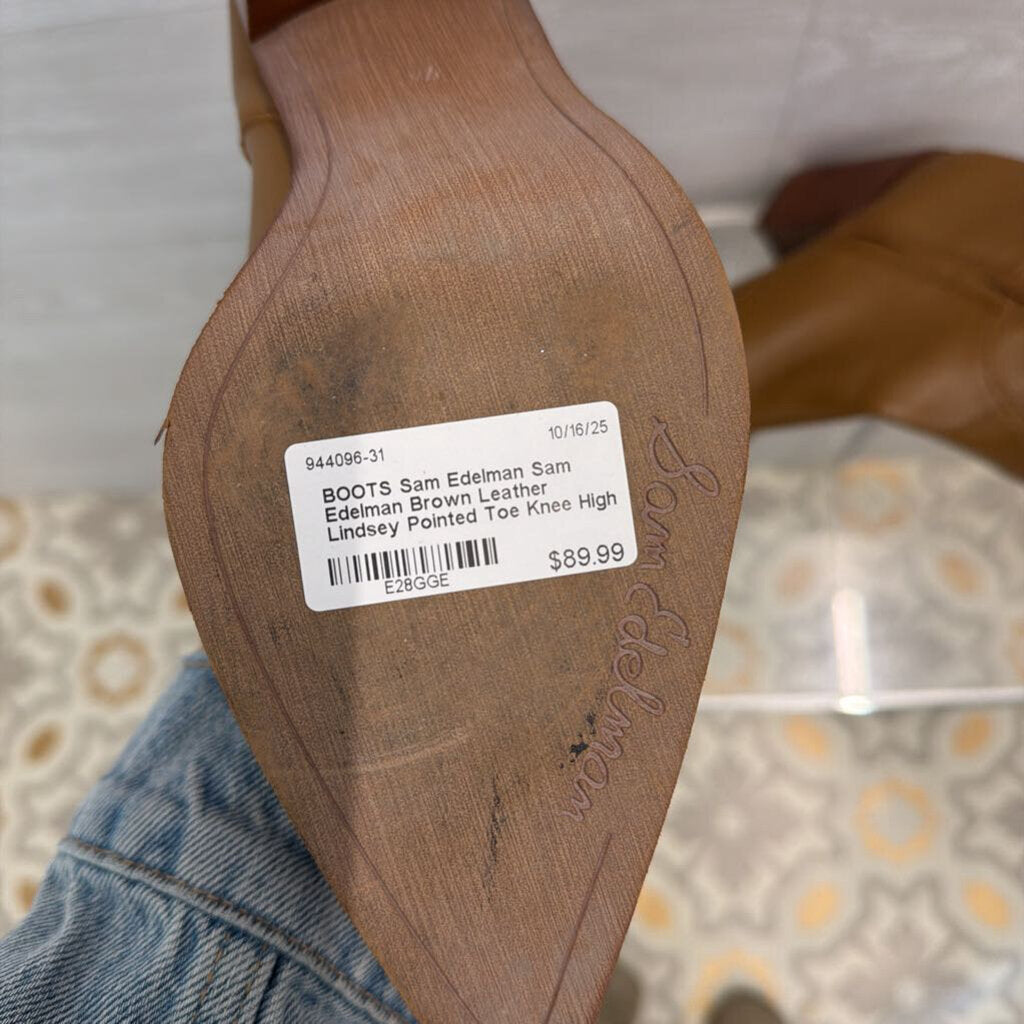 944096-31 10/16/25
BOOTS Sam Edelman Sam
Edelman Brown Leather
Lindsey Pointed Toe Knee High
E28GGE $89.99
Sam Edelman